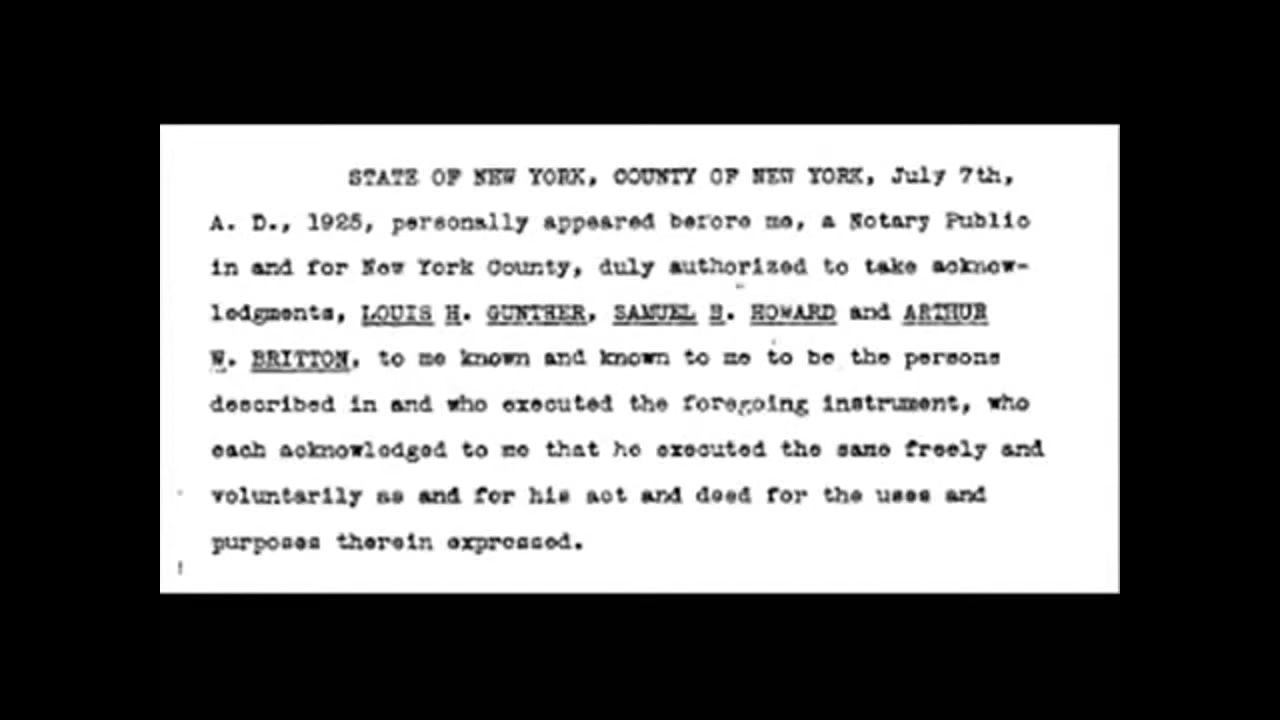 STATE OF NEW YORK, COUNTY OF NEW YORK, July 7th,
A. D., 1925, personally appeared before me, a Notary Public
in and for New York County, duly authorized to take acknow-
ledgments, LOUIS H. GUNTHER, SAMUEL B. HOWARD and ARTHUR
W. BRITTON, to me known and known to me to be the persons
described in and who executed the foregoing instrument, who
each acknowledged to me that he executed the same freely and
voluntarily as and for his act and deed for the uses and
purposes therein expressed.